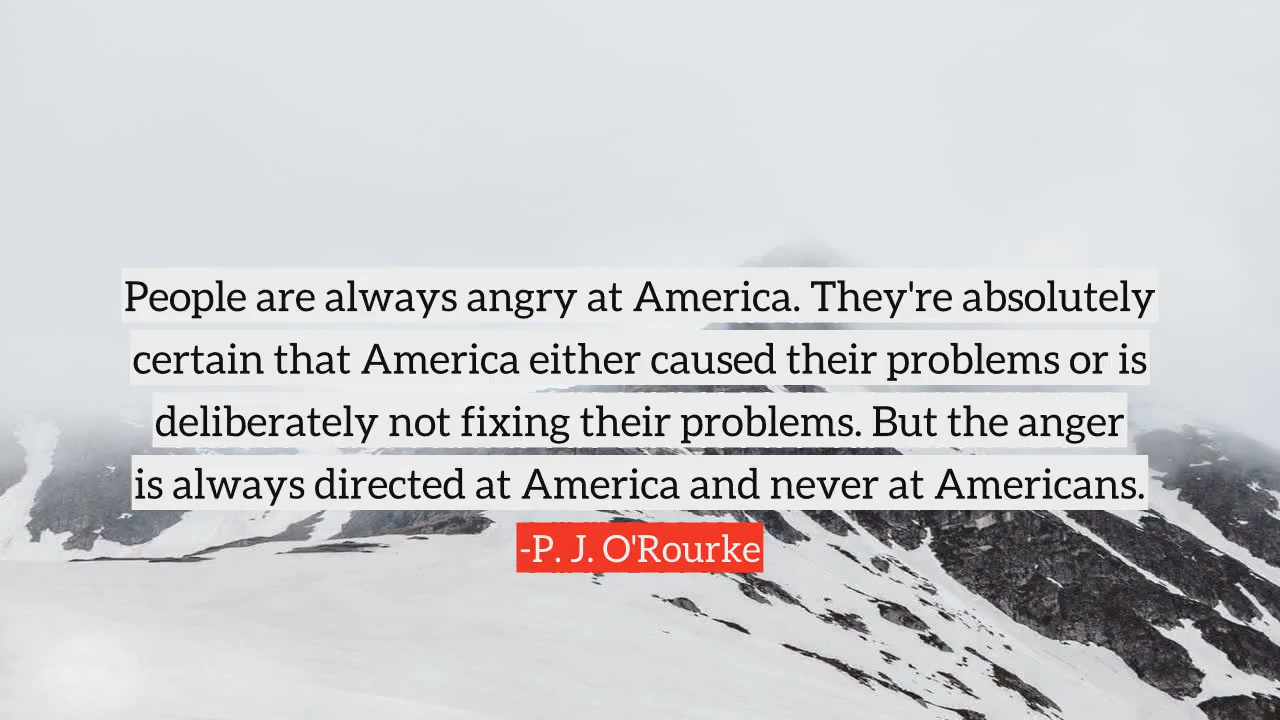 People are always angry at America. They're absolutely
certain that America either caused their problems or is
deliberately not fixing their problems. But the anger
is always directed at America and never at Americans.
-P. J. O'Rourke